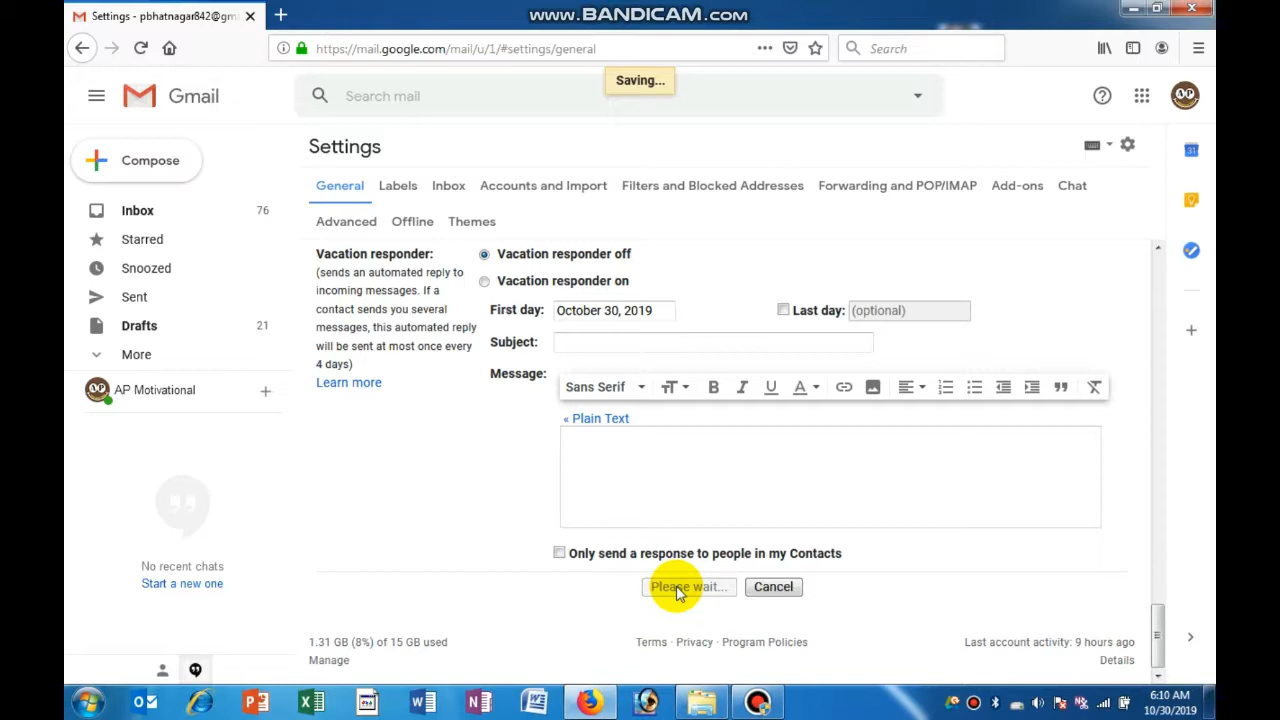 Settings - pbhatnagar842@gm
www.BANDICAM.com
https://mail.google.com/mail/u/1/#settings/general
Search
Saving...
Gmail
Search mail
Compose
Settings
General
Labels
Inbox
Accounts and Import
Filters and Blocked Addresses
Forwarding and POP/IMAP
Add-ons
Chat
Advanced
Offline
Themes
Inbox 76
Starred
Snoozed
Sent
Drafts 21
More
AP Motivational
No recent chats
Start a new one
Vacation responder:
(sends an automated reply to
incoming messages. If a
contact sends you several
messages, this automated reply
will be sent at most once every
4 days)
Learn more
Vacation responder off
Vacation responder on
First day: October 30, 2019 Last day: (optional)
Subject:
Message:
Sans Serif
« Plain Text
Only send a response to people in my Contacts
Please wait... Cancel
1.31 GB (8%) of 15 GB used
Manage
Terms · Privacy · Program Policies
Last account activity: 9 hours ago
Details
6:10 AM
10/30/2019